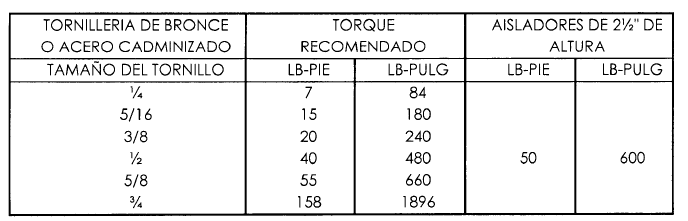 TORNILLERIA DE BRONCE O ACERO CADMINIZADO | TORQUE RECOMENDADO | AISLADORES DE 2½" DE ALTURA
TAMAÑO DEL TORNILLO | LB-PIE | LB-PULG | LB-PIE | LB-PULG
¼ | 7 | 84
5/16 | 15 | 180
3/8 | 20 | 240
½ | 40 | 480 | 50 | 600
5/8 | 55 | 660
¾ | 158 | 1896